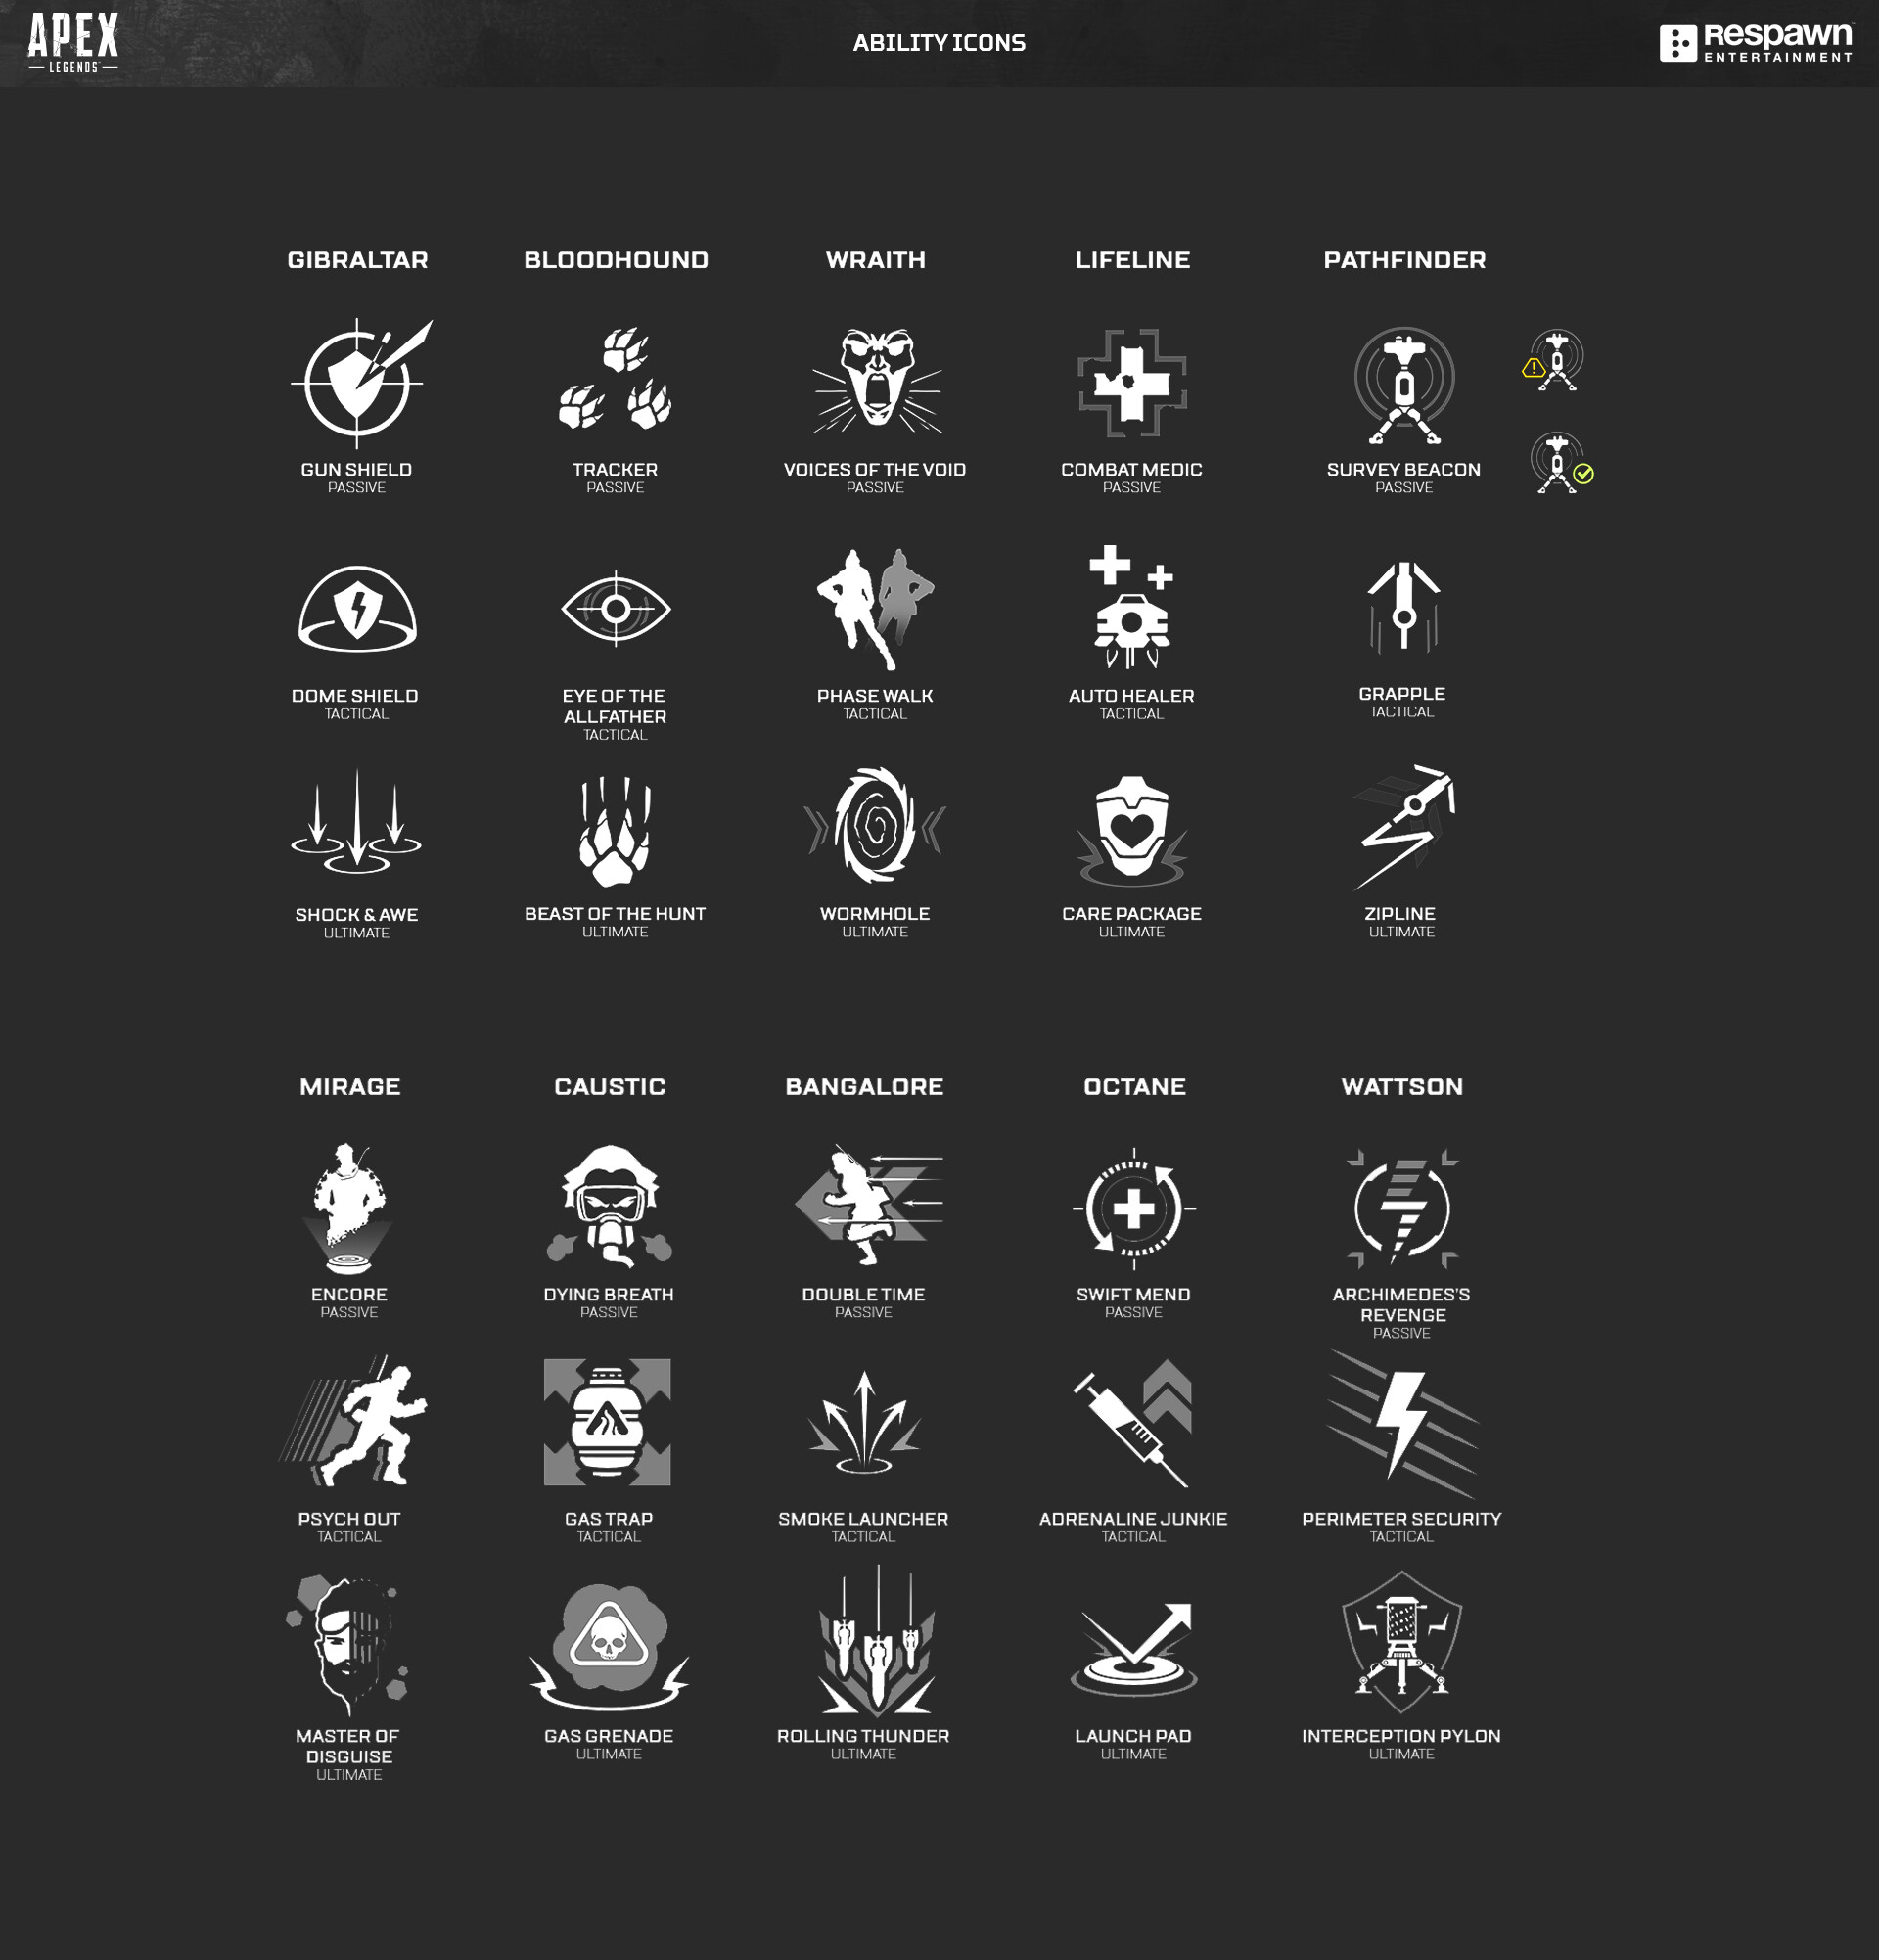 APEX
LEGENDS
ABILITY ICONS
Respawn
ENTERTAINMENT
GIBRALTAR
BLOODHOUND
WRAITH
LIFELINE
PATHFINDER
GUN SHIELD
PASSIVE
TRACKER
PASSIVE
VOICES OF THE VOID
PASSIVE
COMBAT MEDIC
PASSIVE
SURVEY BEACON
PASSIVE
DOME SHIELD
TACTICAL
EYE OF THE
ALLFATHER
TACTICAL
PHASE WALK
TACTICAL
AUTO HEALER
TACTICAL
GRAPPLE
TACTICAL
SHOCK & AWE
ULTIMATE
BEAST OF THE HUNT
ULTIMATE
WORMHOLE
ULTIMATE
CARE PACKAGE
ULTIMATE
ZIPLINE
ULTIMATE
MIRAGE
CAUSTIC
BANGALORE
OCTANE
WATTSON
ENCORE
PASSIVE
DYING BREATH
PASSIVE
DOUBLE TIME
PASSIVE
SWIFT MEND
PASSIVE
ARCHIMEDES'S
REVENGE
PASSIVE
PSYCH OUT
TACTICAL
GAS TRAP
TACTICAL
SMOKE LAUNCHER
TACTICAL
ADRENALINE JUNKIE
TACTICAL
PERIMETER SECURITY
TACTICAL
MASTER OF
DISGUISE
ULTIMATE
GAS GRENADE
ULTIMATE
ROLLING THUNDER
ULTIMATE
LAUNCH PAD
ULTIMATE
INTERCEPTION PYLON
ULTIMATE